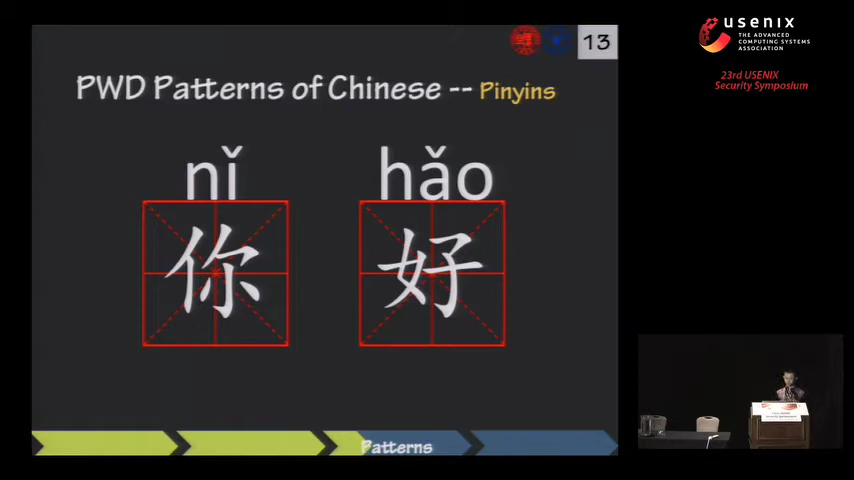 13
usenix
THE ADVANCED
COMPUTING SYSTEMS
ASSOCIATION
23rd USENIX
Security Symposium
PWD Patterns of Chinese -- Pinyins
nǐ hǎo
你 好
Patterns